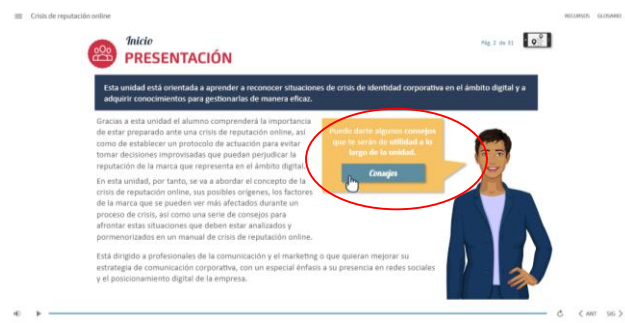 Crisis de reputación online
RECURSOS GLOSARIO
Inicio
PRESENTACIÓN
Pág 2 de 31
Esta unidad está orientada a aprender a reconocer situaciones de crisis de identidad corporativa en el ámbito digital y a
adquirir conocimientos para gestionarlas de manera eficaz.
Gracias a esta unidad el alumno comprenderá la importancia
de estar preparado ante una crisis de reputación online, así
como de establecer un protocolo de actuación para evitar
tomar decisiones improvisadas que puedan perjudicar la
reputación de la marca que representa en el ámbito digital.
En esta unidad, por tanto, se va a abordar el concepto de la
crisis de reputación online, sus posibles orígenes, los factores
de la marca que se pueden ver más afectados durante un
proceso de crisis, así como una serie de consejos para
afrontar estas situaciones que deben estar analizados y
pormenorizados en un manual de crisis de reputación online.
Puedo darte algunos consejos
que te serán de utilidad a lo
largo de la unidad.
Consejos
Está dirigido a profesionales de la comunicación y el marketing o que quieran mejorar su
estrategia de comunicación corporativa, con un especial énfasis a su presencia en redes sociales
y el posicionamiento digital de la empresa.
ANT SIG